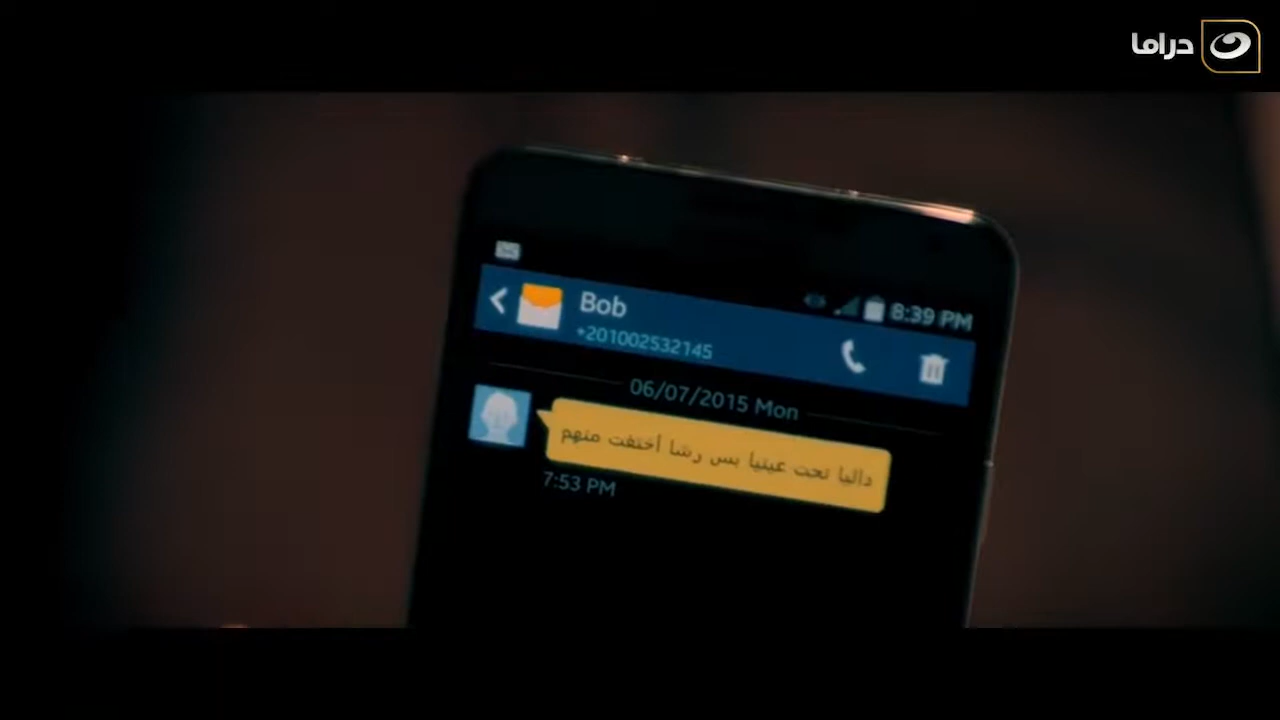 دراما
8:39 PM
Bob
+201002532145
06/07/2015 Mon
داليا تحت عينيا بس رشا أختفت منهم
7:53 PM